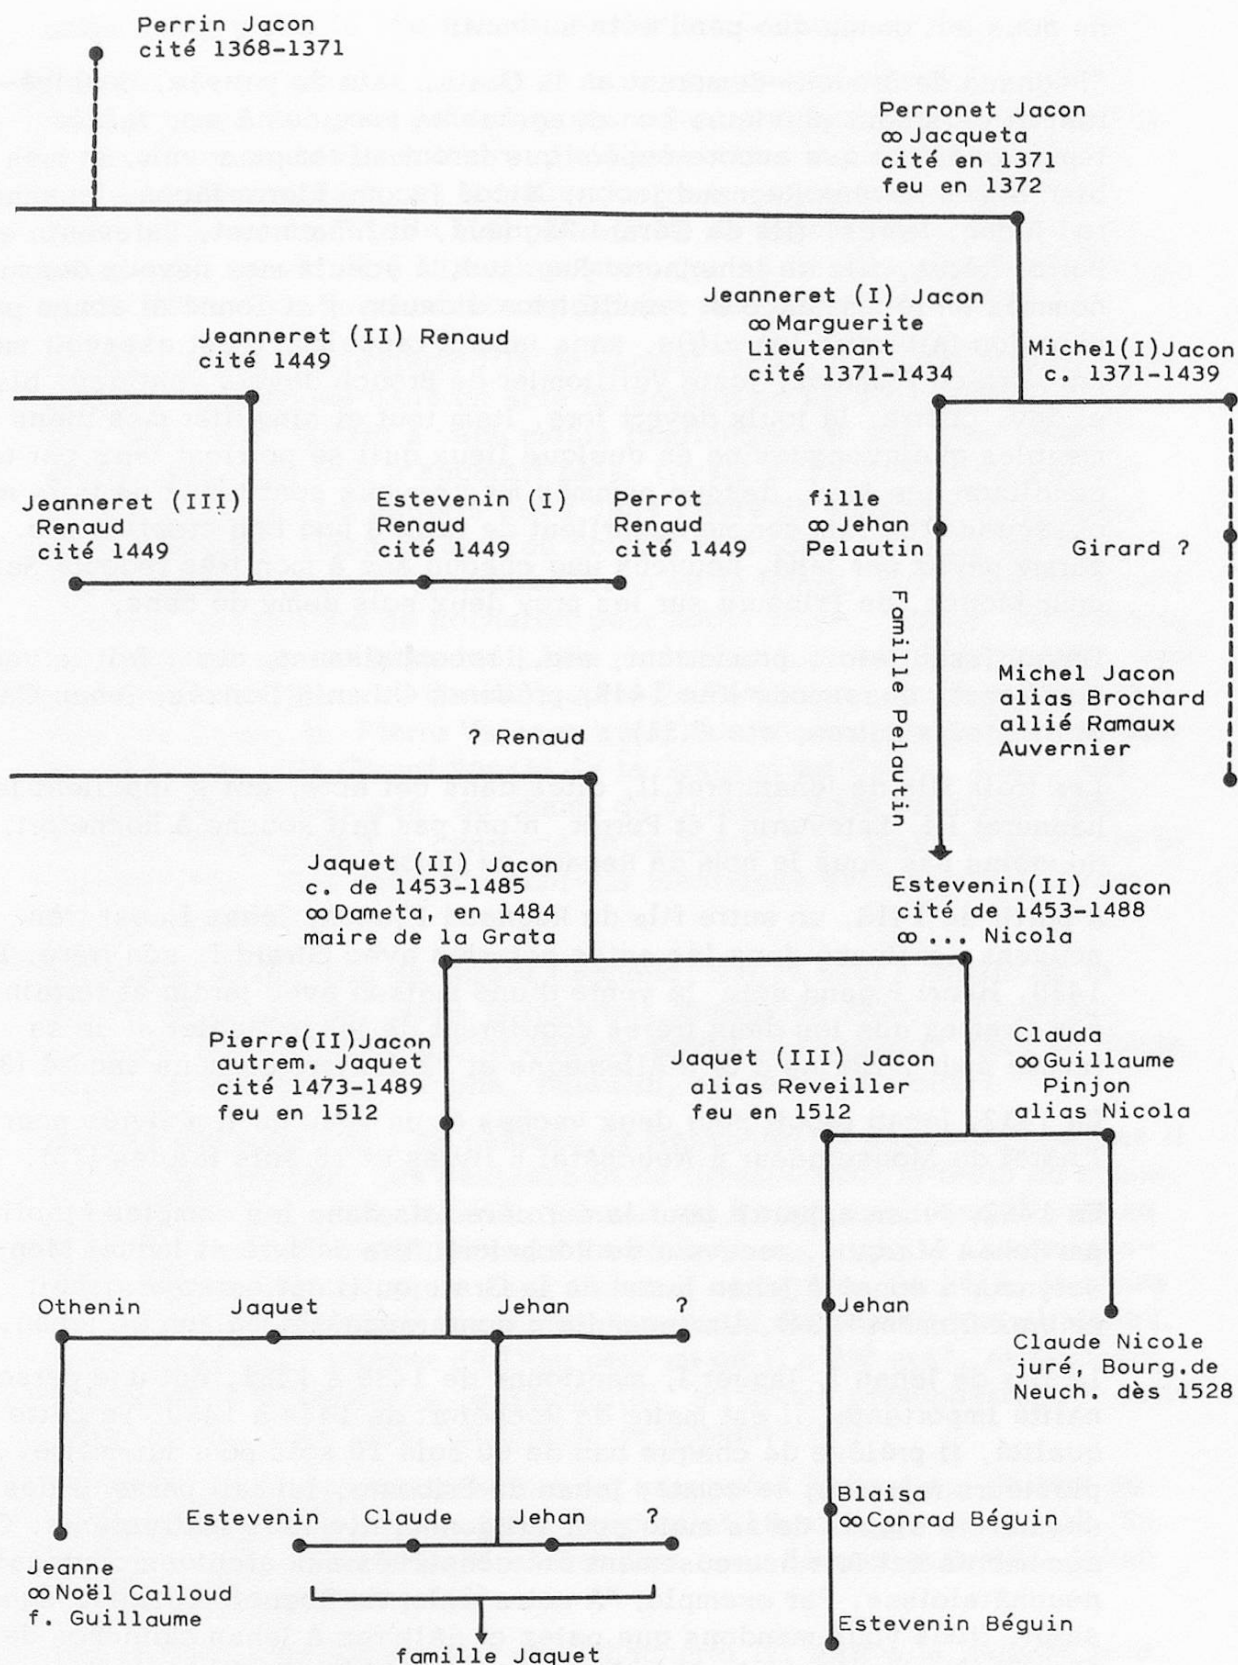 Perrin Jacon
cité 1368-1371
Perronet Jacon
∞ Jacqueta
cité en 1371
feu en 1372
Jeanneret (I) Jacon
∞ Marguerite
Lieutenant
cité 1371-1434
Michel(I)Jacon
c. 1371-1439
Jeanneret (II) Renaud
cité 1449
Jeanneret (III)
Renaud
cité 1449
Estevenin (I)
Renaud
cité 1449
Perrot
Renaud
cité 1449
fille
∞ Jehan
Pelautin
Girard ?
Famille Pelautin
Michel Jacon
alias Brochard
allié Ramaux
Auvernier
? Renaud
Jaquet (II) Jacon
c. de 1453-1485
∞ Dameta, en 1484
maire de la Grata
Estevenin(II) Jacon
cité de 1453-1488
∞ ... Nicola
Pierre(II)Jacon
autrem. Jaquet
cité 1473-1489
feu en 1512
Jaquet (III) Jacon
alias Reveiller
feu en 1512
Clauda
∞ Guillaume
Pinjon
alias Nicola
Othenin
Jaquet
Jehan
?
Jehan
Claude Nicole
juré, Bourg.de
Neuch. dès 1528
Estevenin
Claude
Jehan
?
Blaisa
∞ Conrad Béguin
Jeanne
∞ Noël Calloud
f. Guillaume
Estevenin Béguin
famille Jaquet